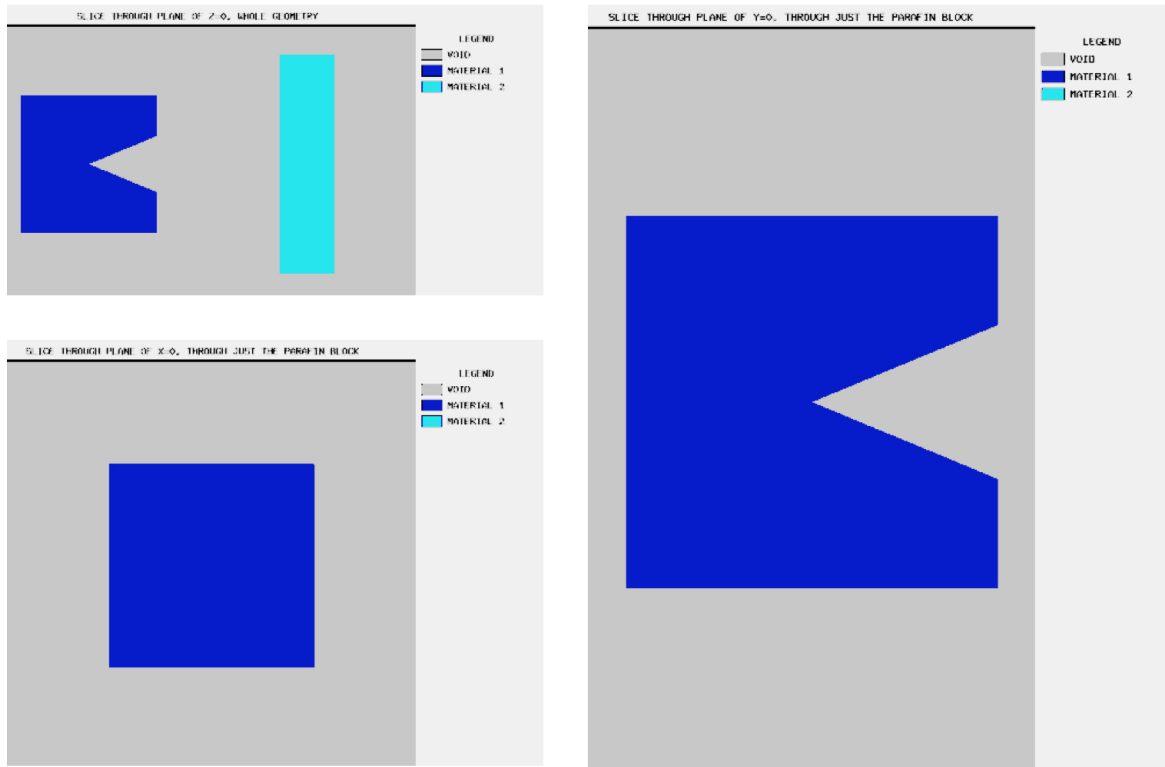 SLICE THROUGH PLANE OF Z=0, WHOLE GEOMETRY
LEGEND
VOID
MATERIAL 1
MATERIAL 2
SLICE THROUGH PLANE OF X=0, THROUGH JUST THE PARAFIN BLOCK
LEGEND
VOID
MATERIAL 1
MATERIAL 2
SLICE THROUGH PLANE OF Y=0, THROUGH JUST THE PARAFIN BLOCK
LEGEND
VOID
MATERIAL 1
MATERIAL 2